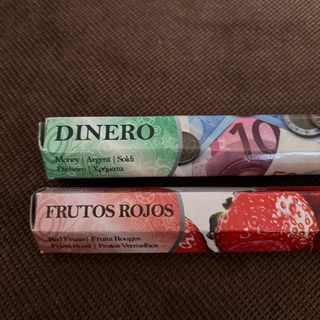 DINERO
Money | Argent | Soldi
Dinheiro | Χρήματα
10
FRUTOS ROJOS
Red Fruits | Fruits Rouges
Frutti Rossi | Frutos Vermelhos